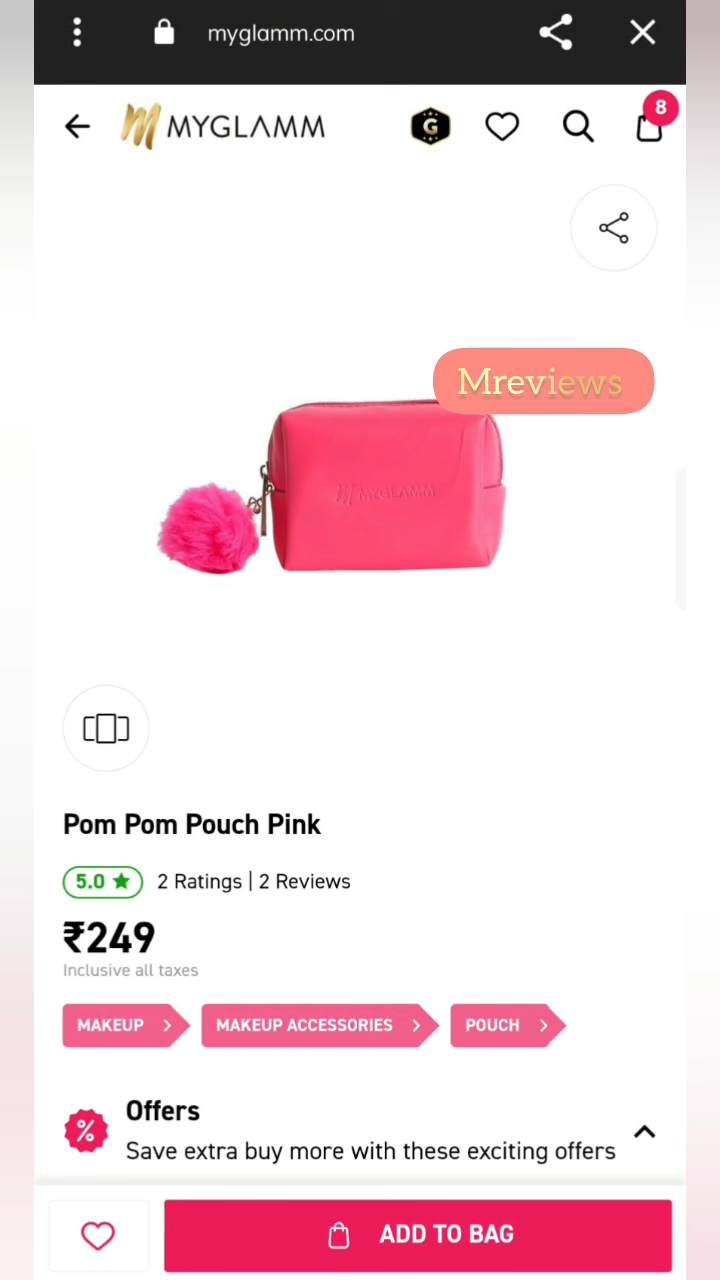 myglamm.com
MYGLAMM
G
8
Mreviews
MYGLAMM
Pom Pom Pouch Pink
5.0 ★ 2 Ratings | 2 Reviews
₹249
Inclusive all taxes
MAKEUP > MAKEUP ACCESSORIES > POUCH >
% Offers
Save extra buy more with these exciting offers
ADD TO BAG